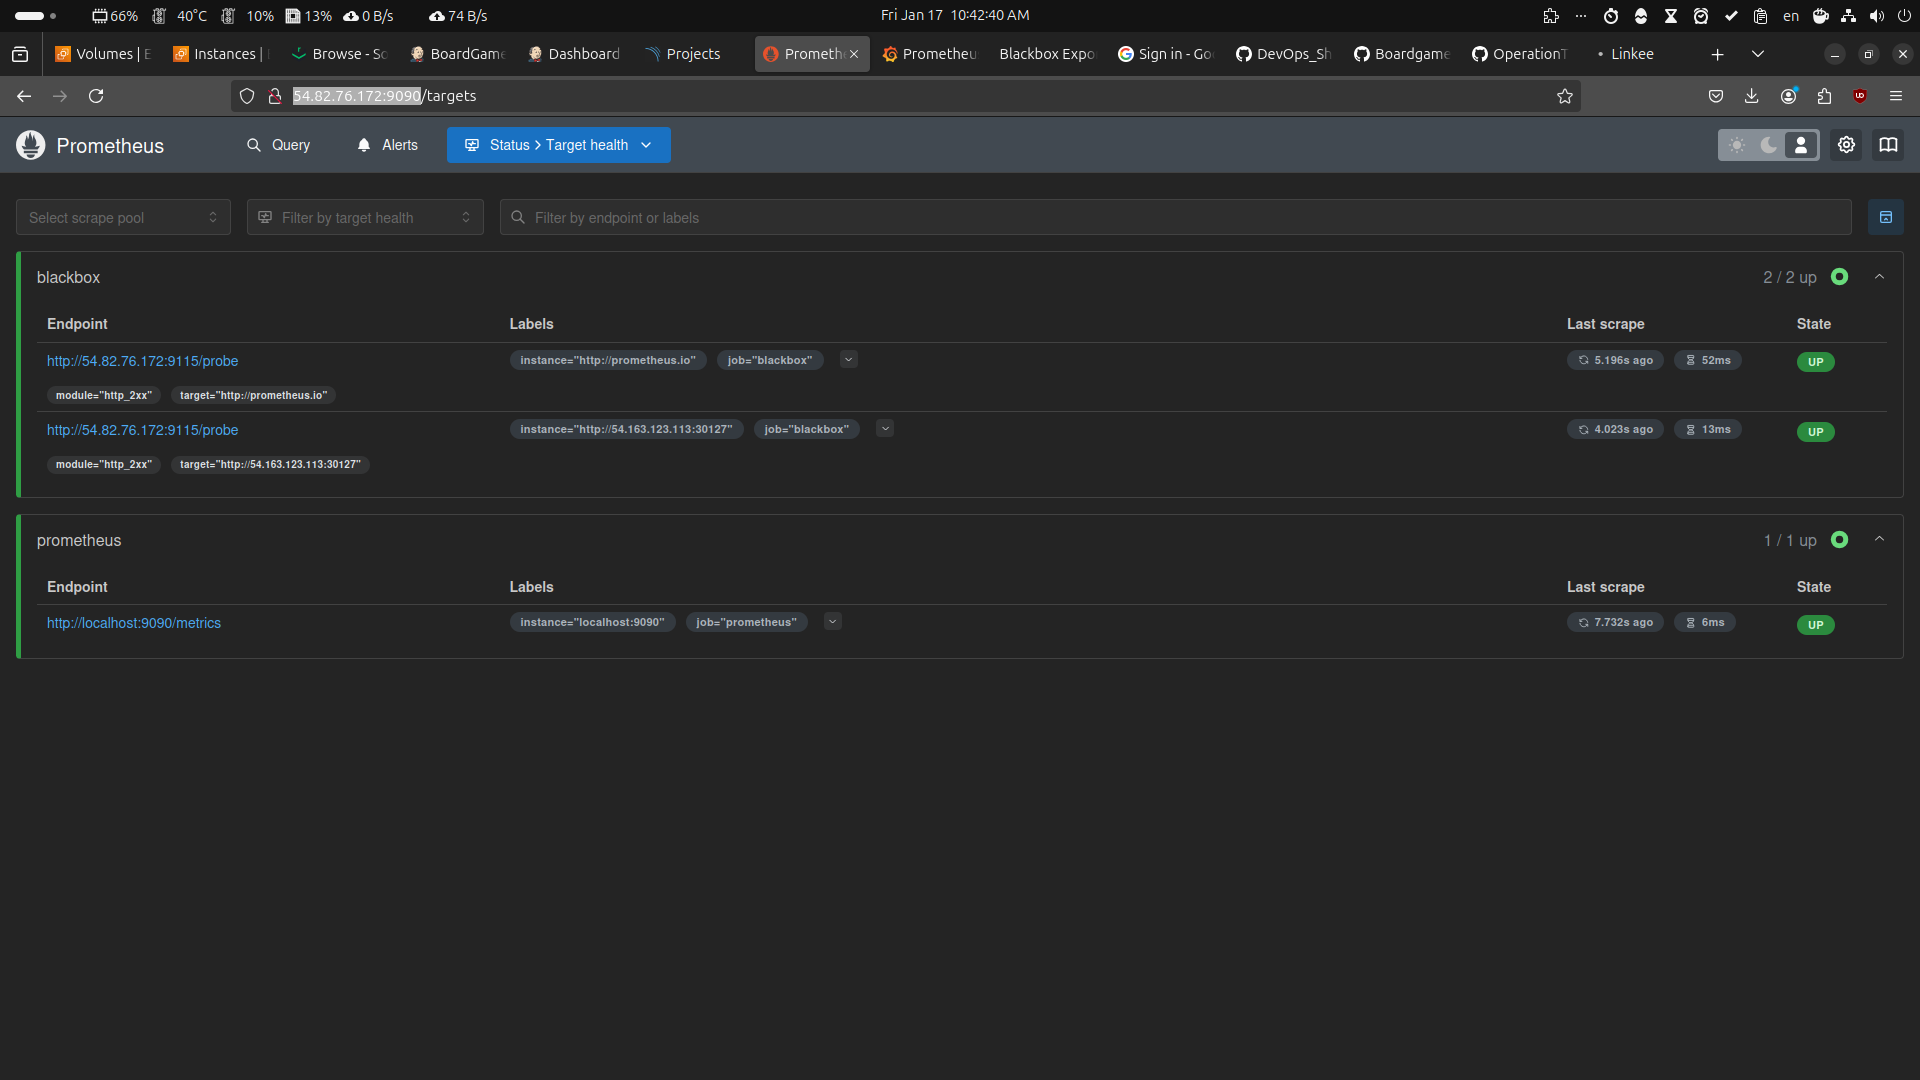 66% 40°C 10% 13% 0 B/s 74 B/s Fri Jan 17 10:42:40 AM en
Volumes | E Instances | Browse - So BoardGame Dashboard Projects Prometh Prometheu Blackbox Expo Sign in - Go DevOps_Sh Boardgame OperationT • Linkee
54.82.76.172:9090/targets
Prometheus Query Alerts Status > Target health
Select scrape pool Filter by target health Filter by endpoint or labels
blackbox 2 / 2 up
Endpoint Labels Last scrape State
http://54.82.76.172:9115/probe instance="http://prometheus.io" job="blackbox" 5.196s ago 52ms UP
module="http_2xx" target="http://prometheus.io"
http://54.82.76.172:9115/probe instance="http://54.163.123.113:30127" job="blackbox" 4.023s ago 13ms UP
module="http_2xx" target="http://54.163.123.113:30127"
prometheus 1 / 1 up
Endpoint Labels Last scrape State
http://localhost:9090/metrics instance="localhost:9090" job="prometheus" 7.732s ago 6ms UP